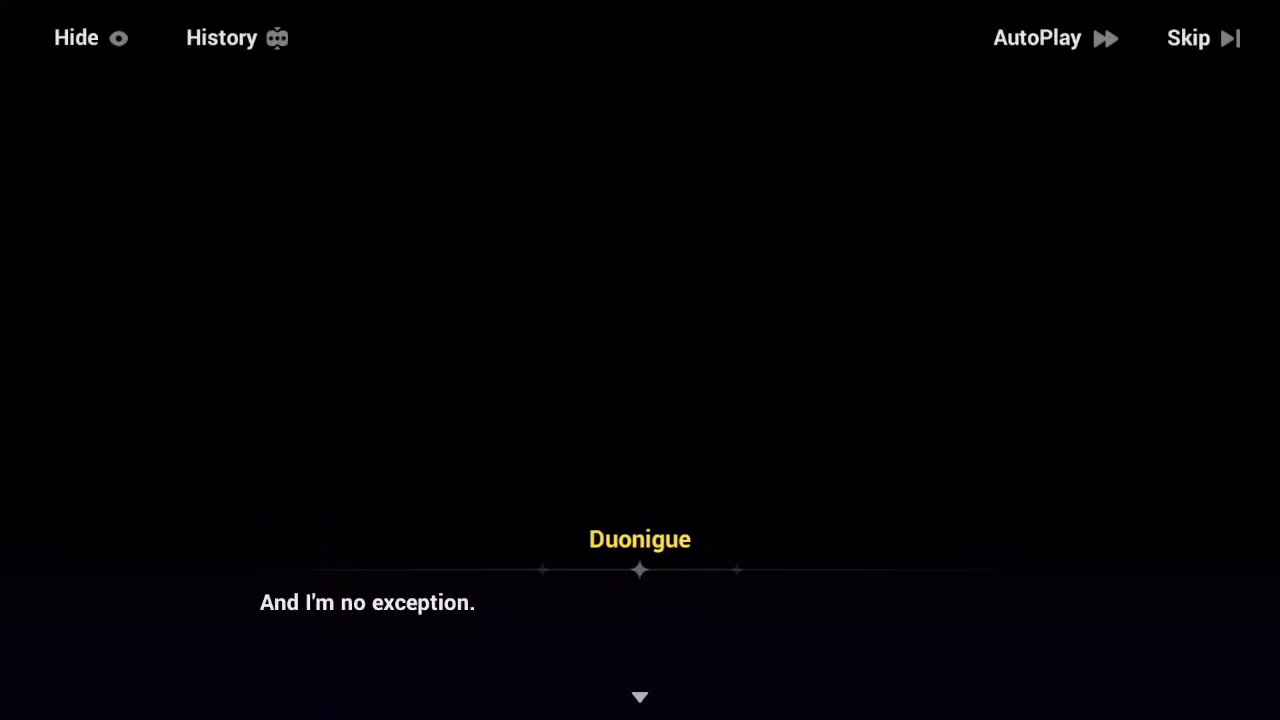 Hide
History
AutoPlay
Skip
Duonigue
And I'm no exception.